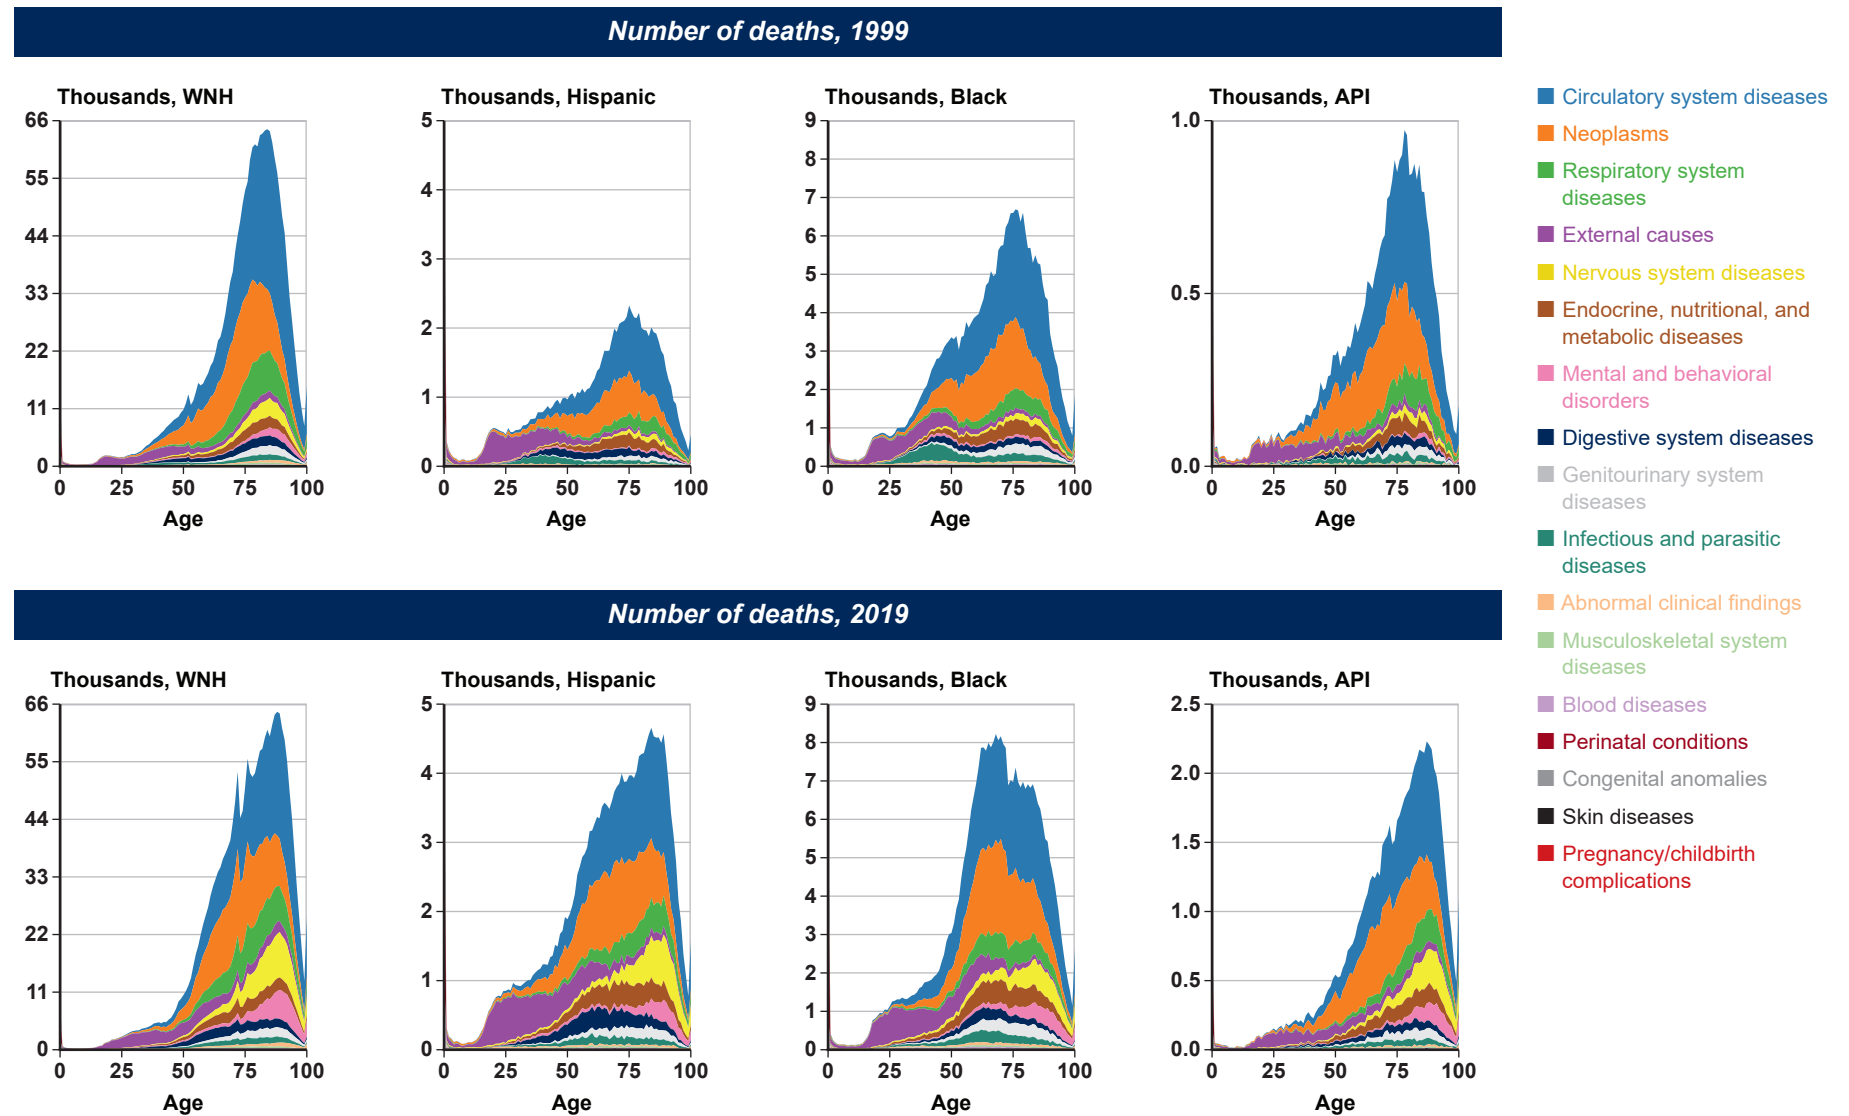 Number of deaths, 1999
Thousands, WNH
66
55
44
33
22
11
0
0 25 50 75 100
Age
Thousands, Hispanic
5
4
3
2
1
0
0 25 50 75 100
Age
Thousands, Black
9
8
7
6
5
4
3
2
1
0
0 25 50 75 100
Age
Thousands, API
1.0
0.5
0.0
0 25 50 75 100
Age
Circulatory system diseases
Neoplasms
Respiratory system
diseases
External causes
Nervous system diseases
Endocrine, nutritional, and
metabolic diseases
Mental and behavioral
disorders
Digestive system diseases
Genitourinary system
diseases
Infectious and parasitic
diseases
Abnormal clinical findings
Musculoskeletal system
diseases
Blood diseases
Perinatal conditions
Congenital anomalies
Skin diseases
Pregnancy/childbirth
complications
Number of deaths, 2019
Thousands, WNH
66
55
44
33
22
11
0
0 25 50 75 100
Age
Thousands, Hispanic
5
4
3
2
1
0
0 25 50 75 100
Age
Thousands, Black
9
8
7
6
5
4
3
2
1
0
0 25 50 75 100
Age
Thousands, API
2.5
2.0
1.5
1.0
0.5
0.0
0 25 50 75 100
Age